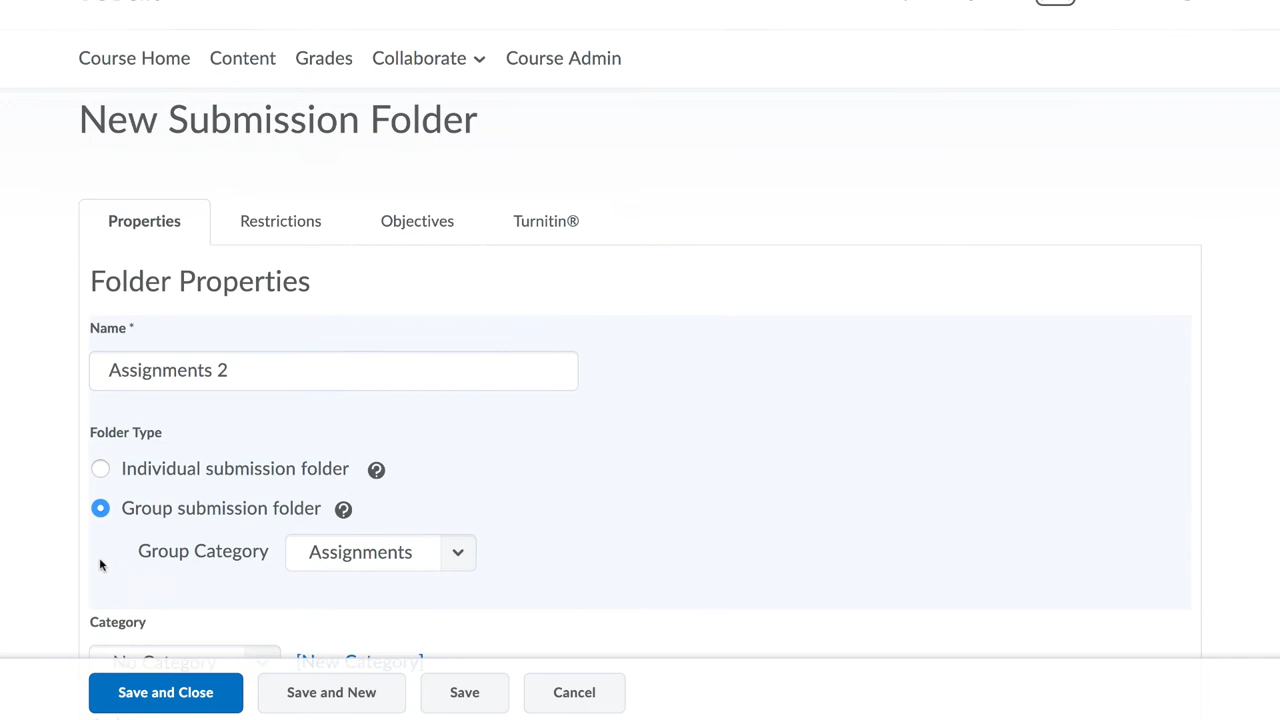 Course Home Content Grades Collaborate Course Admin
New Submission Folder
Properties Restrictions Objectives Turnitin®
Folder Properties
Name *
Assignments 2
Folder Type
Individual submission folder ?
Group submission folder ?
Group Category Assignments
Category
No Category [New Category]
Save and Close Save and New Save Cancel